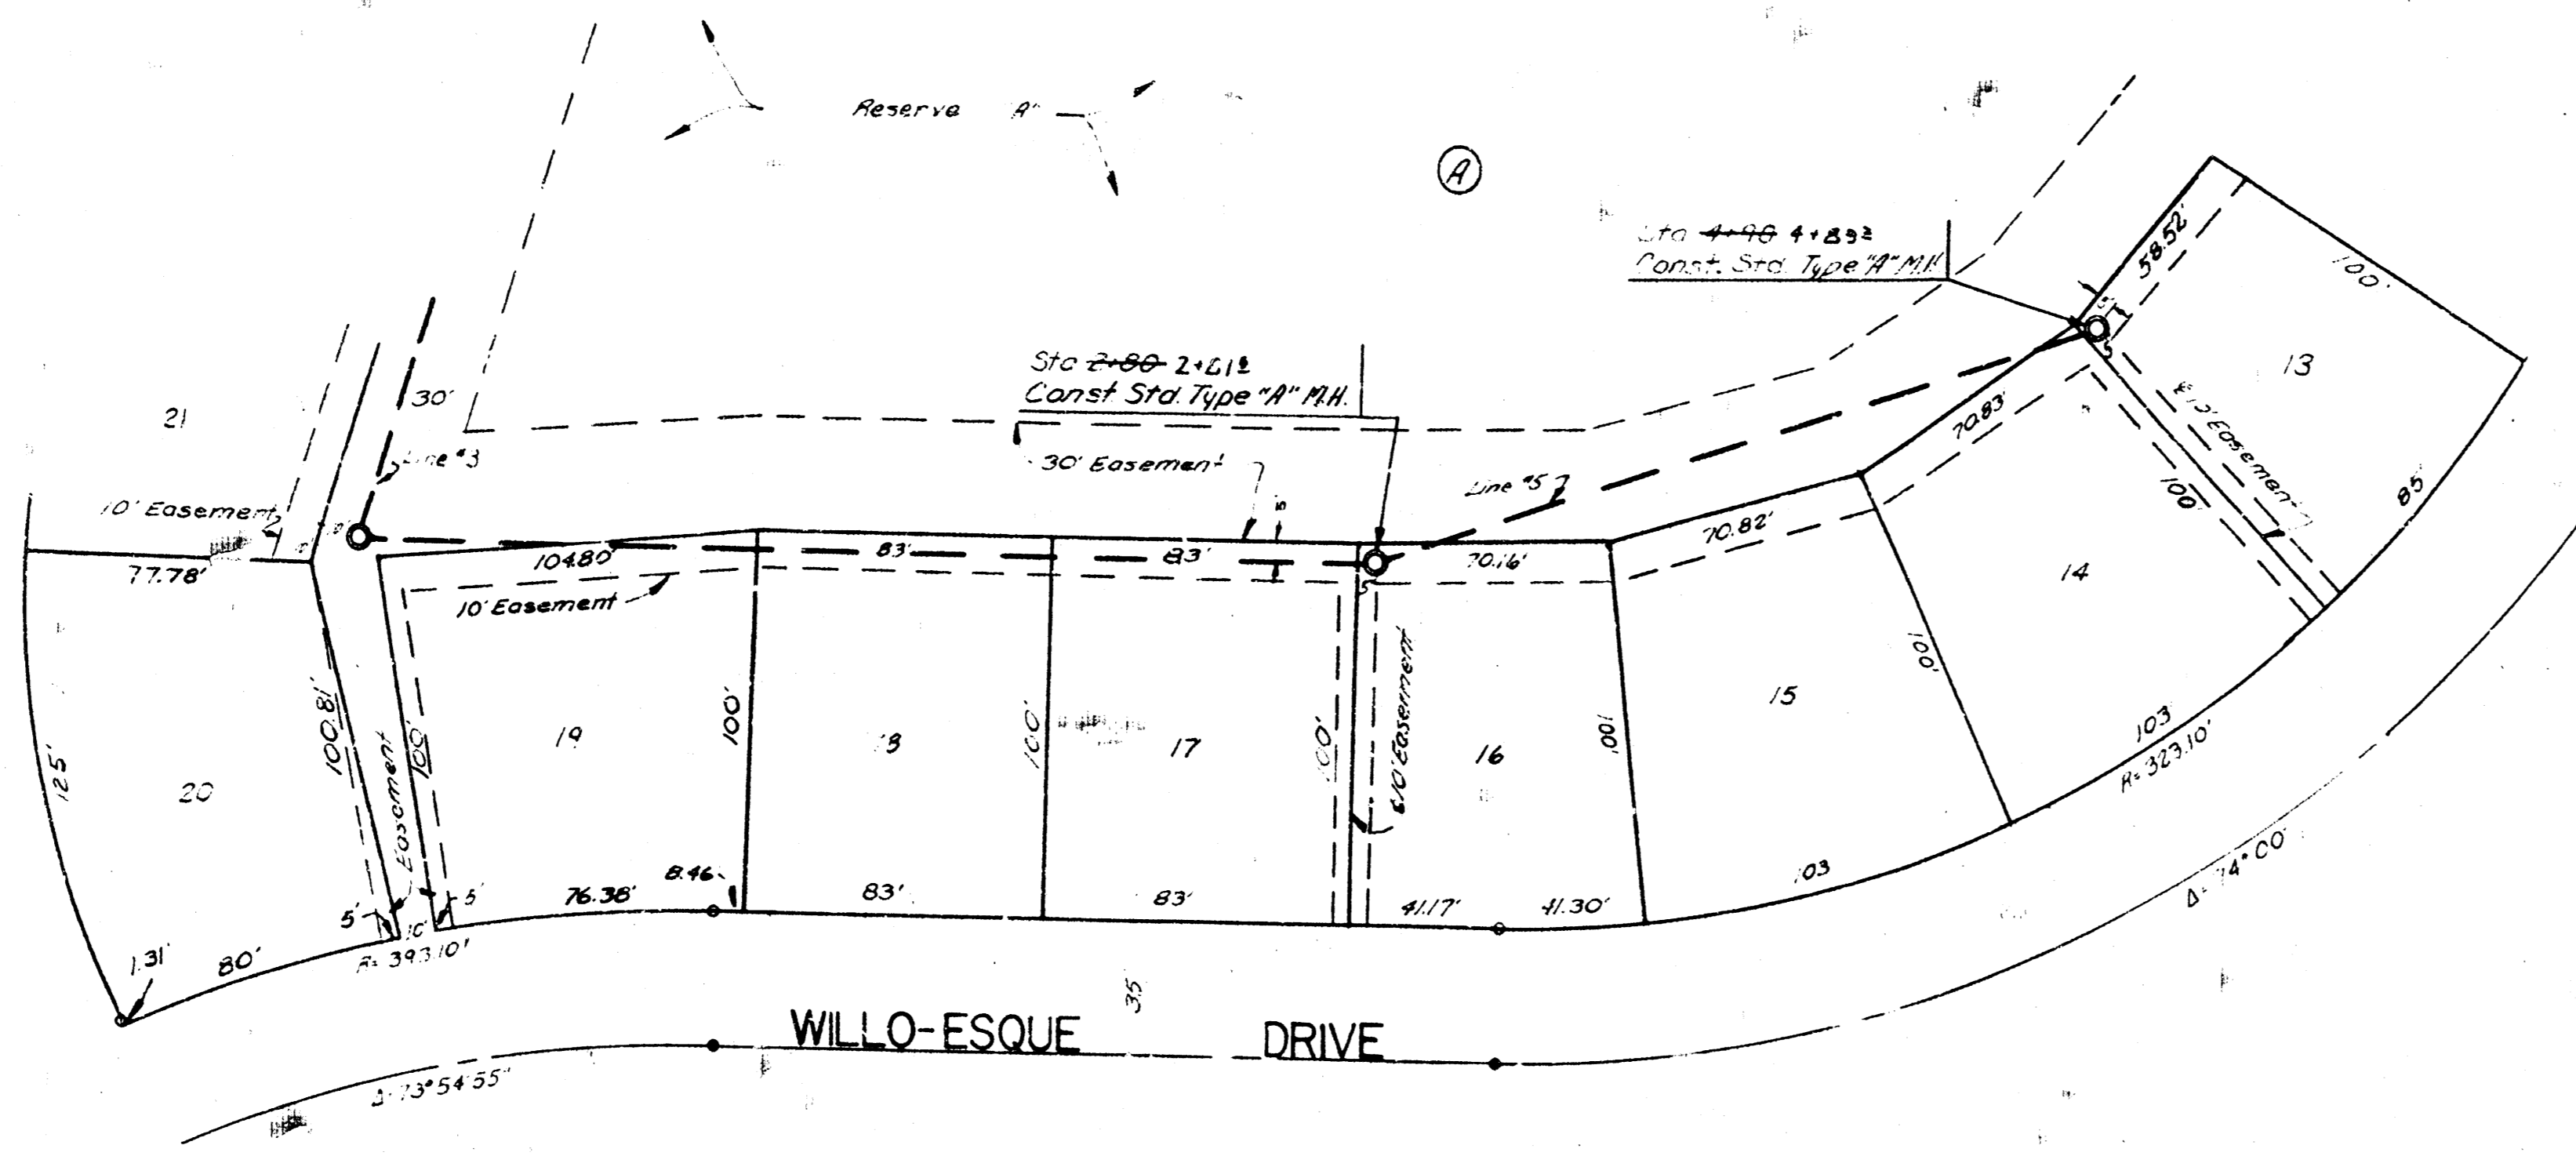 Reserve "A"
A
Sta 4+90 4+89²
Const. Std. Type "A" M.H.
58.52'
100'
5'
13
Sta 2+80 2+81²
Const. Std. Type "A" M.H.
30'
21
Line #3
30' Easement
5'
Line #5
70.83'
10' Easement
10' Easement
100'
85
77.78'
104.80'
83'
83'
70.16'
70.82'
14
10' Easement
5'
100.81'
100'
19
100'
18
100'
17
100'
10' Easement
16
100'
15
100'
125'
20
Easement
103
R=323.10'
5'
5'
8.46
76.38'
83'
83'
41.17'
41.30'
103
Δ=74°00'
1.31'
80'
10'
R=393.10'
35
WILLO-ESQUE DRIVE
Δ=73°54'55"